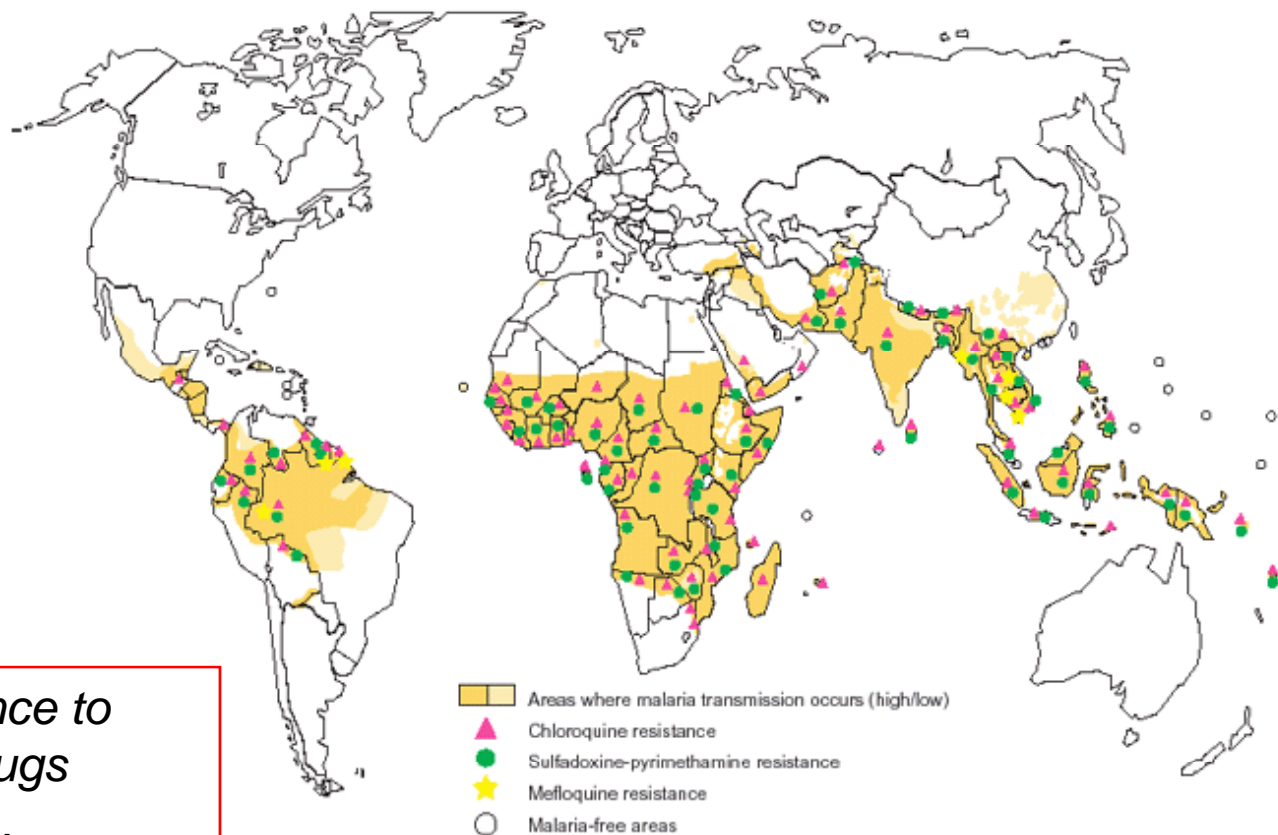 Areas where malaria transmission occurs (high/low)
Chloroquine resistance
Sulfadoxine-pyrimethamine resistance
Mefloquine resistance
Malaria-free areas
nce to
ugs